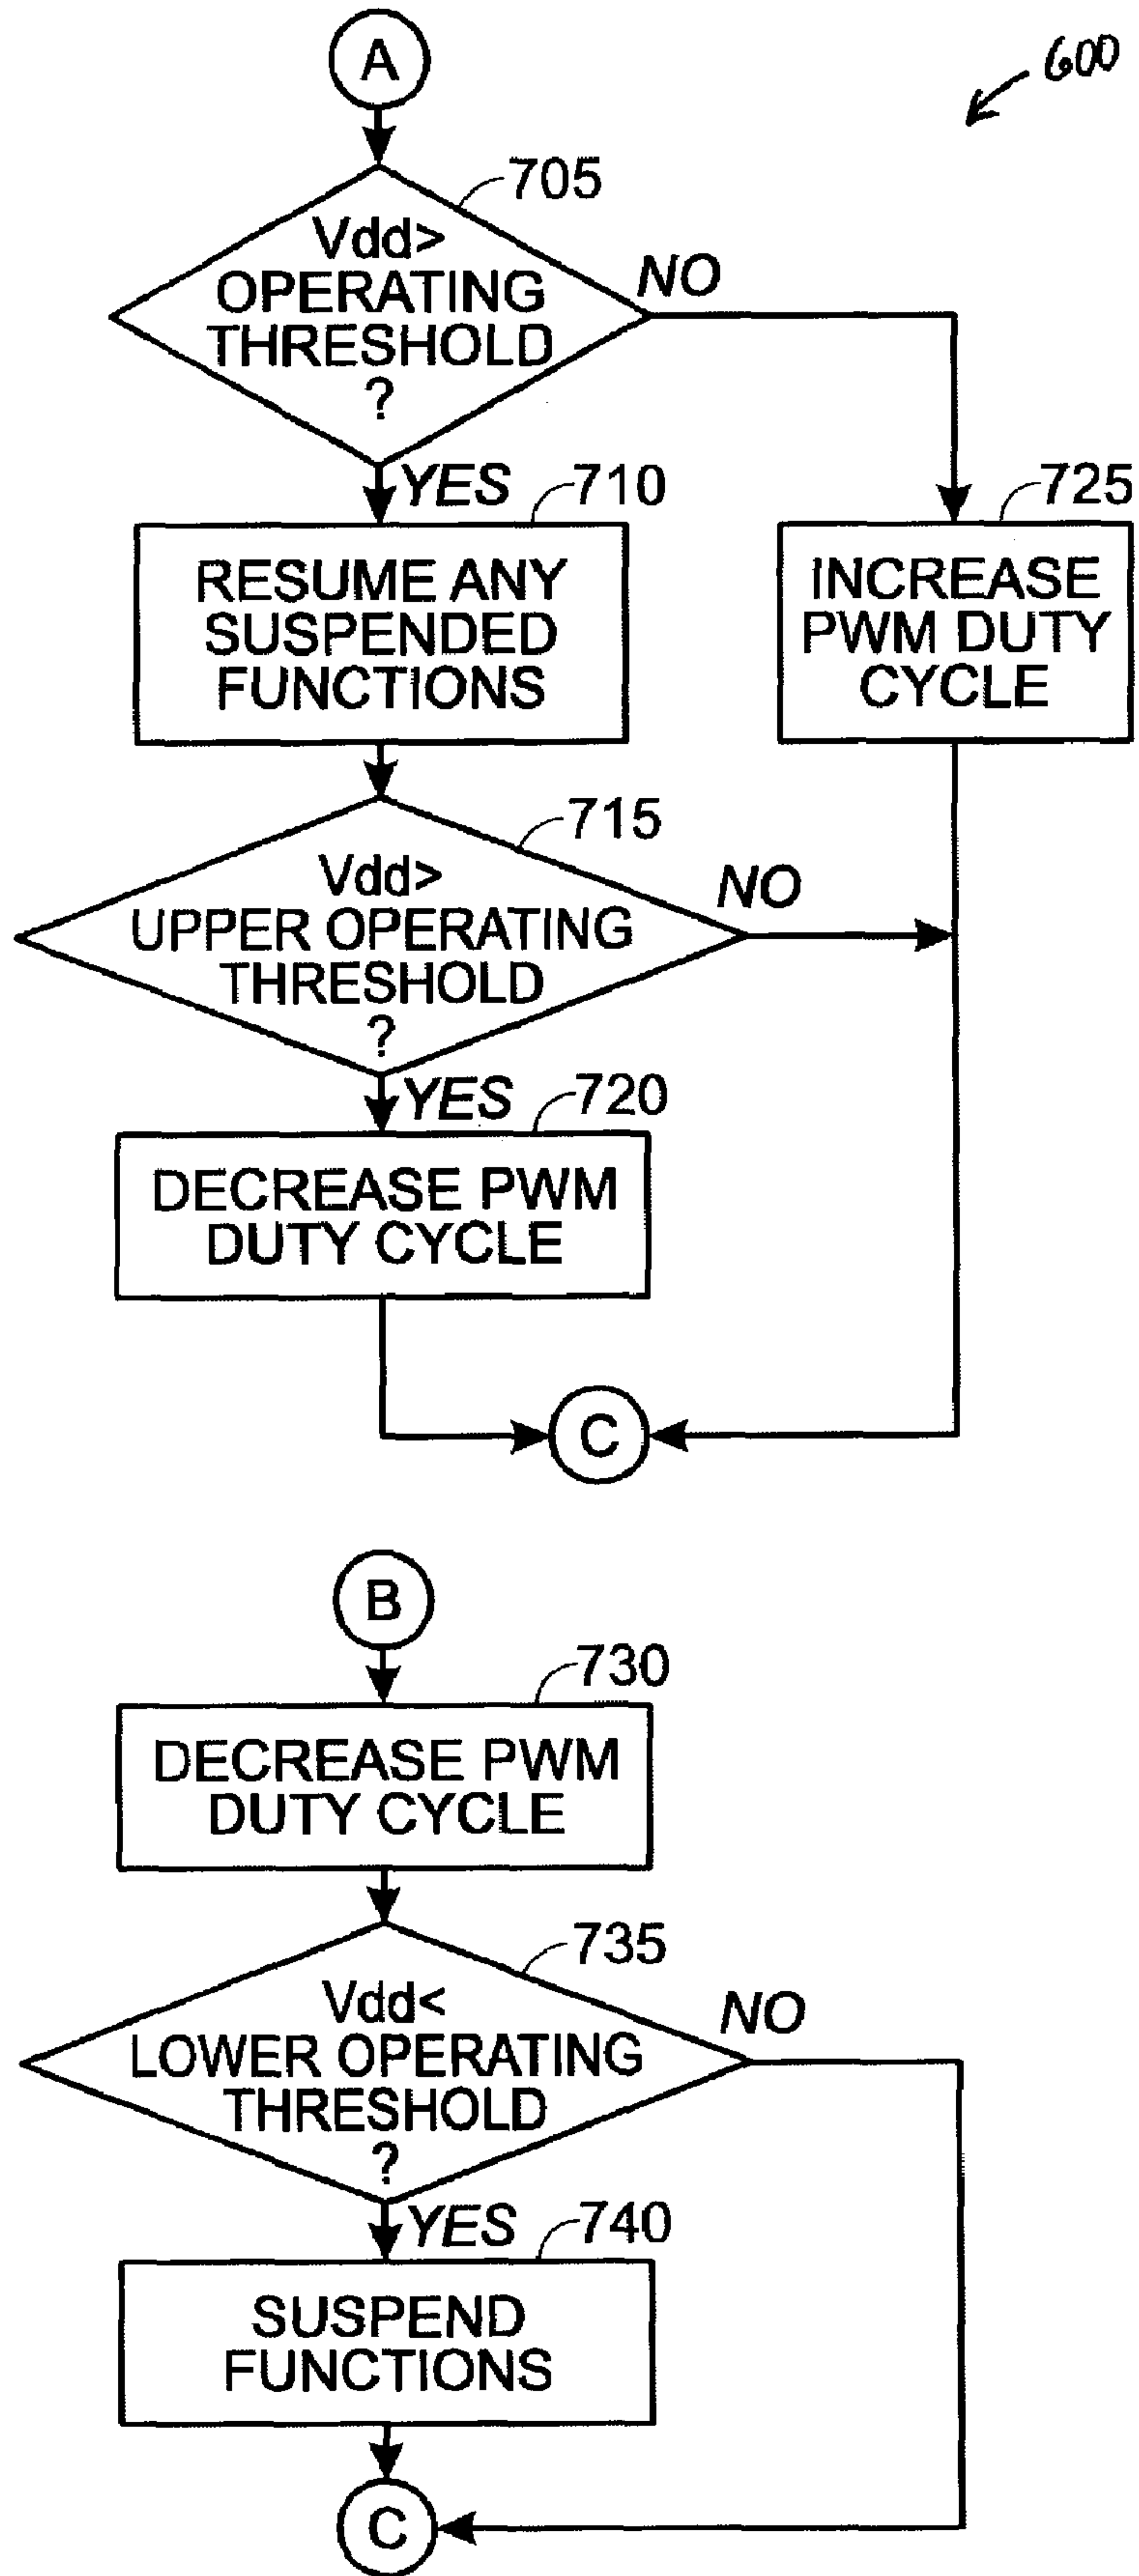 A
600
705
Vdd>
OPERATING
THRESHOLD
?
NO
YES
710
725
RESUME ANY
SUSPENDED
FUNCTIONS
INCREASE
PWM DUTY
CYCLE
715
Vdd>
UPPER OPERATING
THRESHOLD
?
NO
YES
720
DECREASE PWM
DUTY CYCLE
C
B
730
DECREASE PWM
DUTY CYCLE
735
Vdd<
LOWER OPERATING
THRESHOLD
?
NO
YES
740
SUSPEND
FUNCTIONS
C